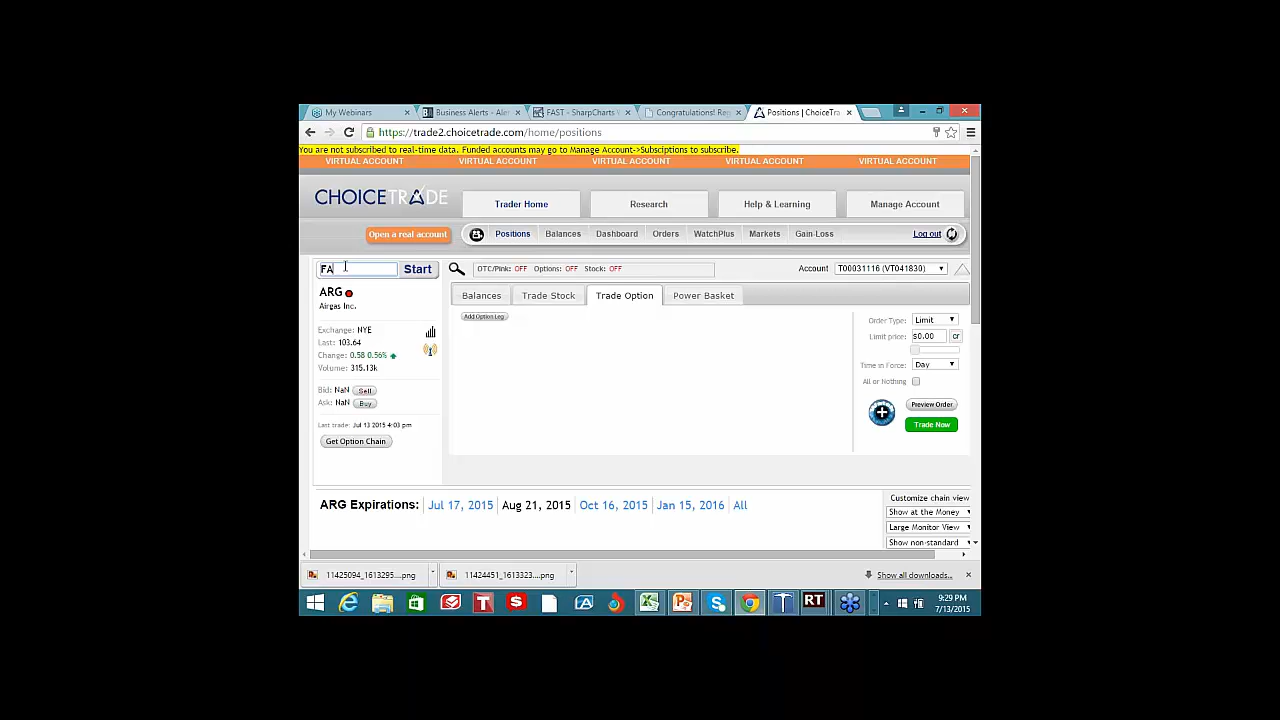 My Webinars
Business Alerts - Aler
FAST - SharpCharts
Congratulations! Reg
Positions | ChoiceTra
https://trade2.choicetrade.com/home/positions
You are not subscribed to real-time data. Funded accounts may go to Manage Account->Subsciptions to subscribe.
VIRTUAL ACCOUNT VIRTUAL ACCOUNT VIRTUAL ACCOUNT VIRTUAL ACCOUNT VIRTUAL ACCOUNT
CHOICETRADE
Trader Home Research Help & Learning Manage Account
Open a real account Positions Balances Dashboard Orders WatchPlus Markets Gain-Loss Log out
FA Start OTC/Pink: OFF Options: OFF Stock: OFF Account T00031116 (VT041830)
ARG
Airgas Inc.
Exchange: NYE
Last: 103.64
Change: 0.58 0.56%
Volume: 315.13k
Bid: NaN Sell
Ask: NaN Buy
Last trade: Jul 13 2015 4:03 pm
Get Option Chain
Balances Trade Stock Trade Option Power Basket
Add Option Leg
Order Type: Limit
Limit price: $0.00 cr
Time in Force: Day
All or Nothing
Preview Order
Trade Now
ARG Expirations: Jul 17, 2015 Aug 21, 2015 Oct 16, 2015 Jan 15, 2016 All
Customize chain view
Show at the Money
Large Monitor View
Show non-standard
11425094_1613295....png 11424451_1613323....png Show all downloads...
RT
9:29 PM
7/13/2015